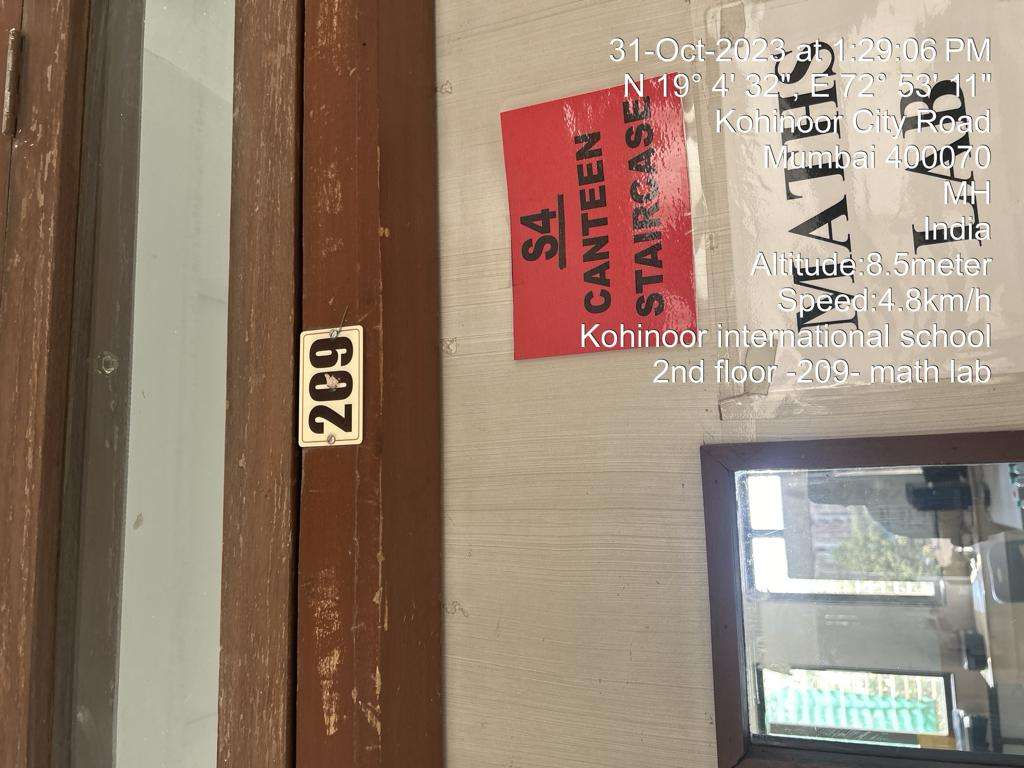 31-Oct-2023 at 1:29:06 PM
N 19° 4' 32", E 72° 53' 11"
Kohinoor City Road
Mumbai 400070
MH
India
Altitude:8.5meter
Speed:4.8km/h
Kohinoor international school
2nd floor -209- math lab
209
S4
CANTEEN
STAIRCASE
MATHS
LAB